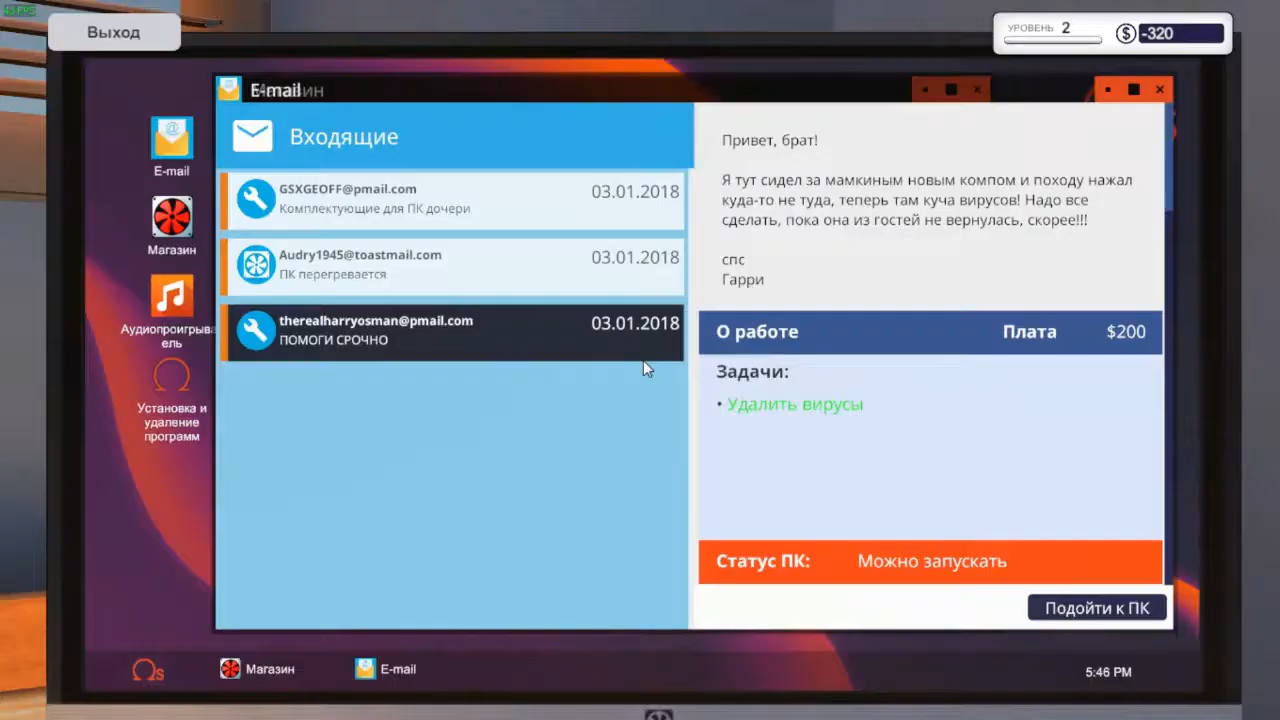 43 FPS
Выход
УРОВЕНЬ 2
-320
E-mail
Входящие
GSXGEOFF@pmail.com
03.01.2018
Комплектующие для ПК дочери
Audry1945@toastmail.com
03.01.2018
ПК перегревается
therealharryosman@pmail.com
03.01.2018
ПОМОГИ СРОЧНО
Привет, брат!
Я тут сидел за мамкиным новым компом и походу нажал
куда-то не туда, теперь там куча вирусов! Надо все
сделать, пока она из гостей не вернулась, скорее!!!
спс
Гарри
О работе Плата $200
Задачи:
• Удалить вирусы
Статус ПК: Можно запускать
Подойти к ПК
E-mail
Магазин
Аудиопроигрыва
ель
Установка и
удаление
программ
Магазин
E-mail
5:46 PM